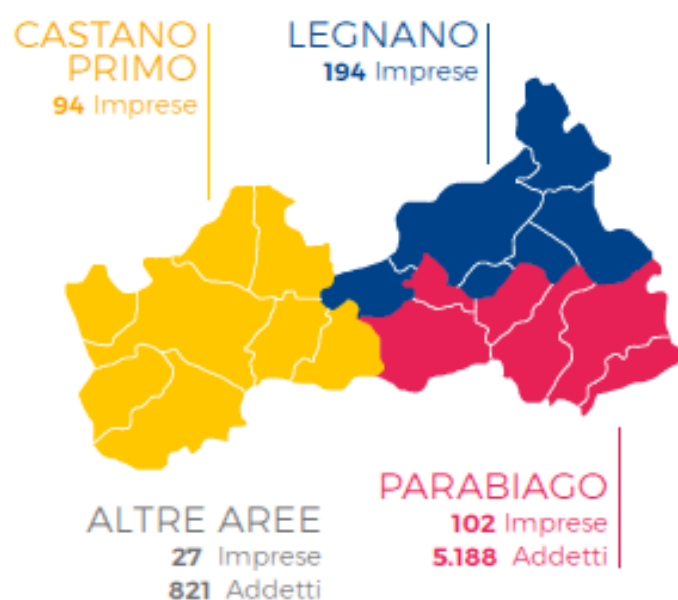 CASTANO
PRIMO
94 Imprese
LEGNANO
194 Imprese
ALTRE AREE
27 Imprese
821 Addetti
PARABIAGO
102 Imprese
5.188 Addetti